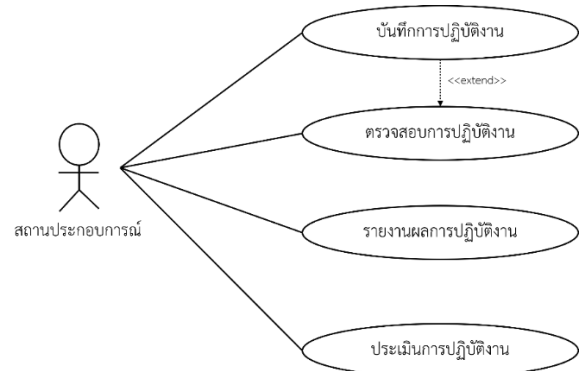 บันทึกการปฏิบัติงาน
<<extend>>
ตรวจสอบการปฏิบัติงาน
สถานประกอบการณ์
รายงานผลการปฏิบัติงาน
ประเมินการปฏิบัติงาน